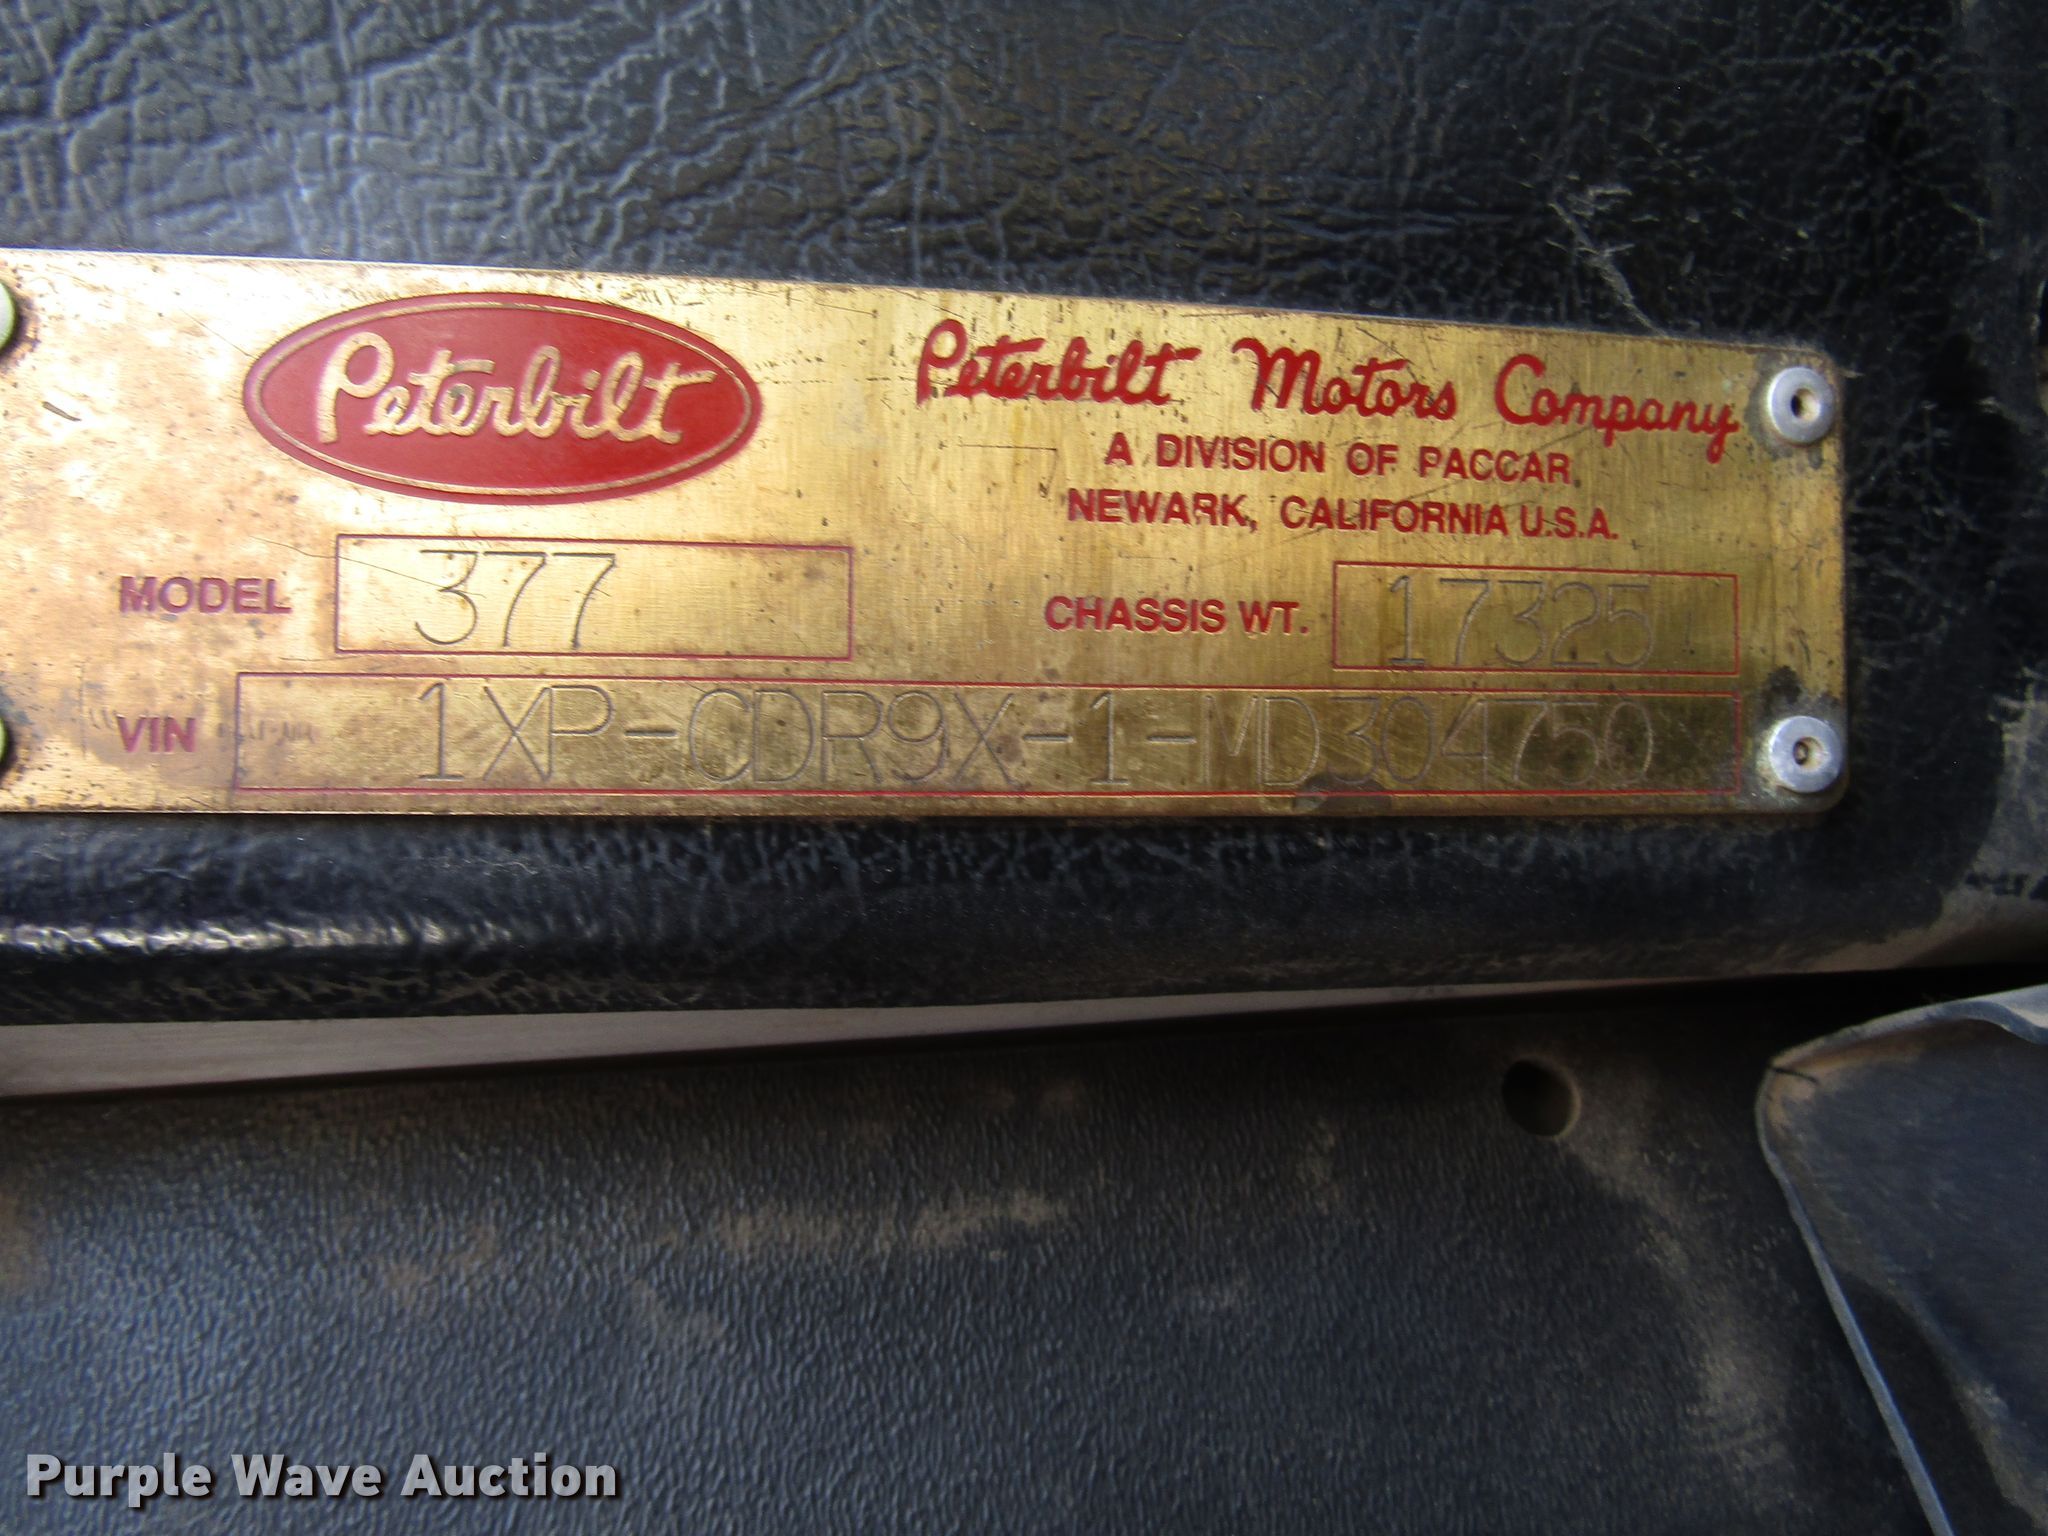 Peterbilt
Peterbilt Motors Company
A DIVISION OF PACCAR
NEWARK, CALIFORNIA U.S.A.
MODEL 377
CHASSIS WT. 17325
VIN 1XP-CDR9X-1-MD304750
Purple Wave Auction